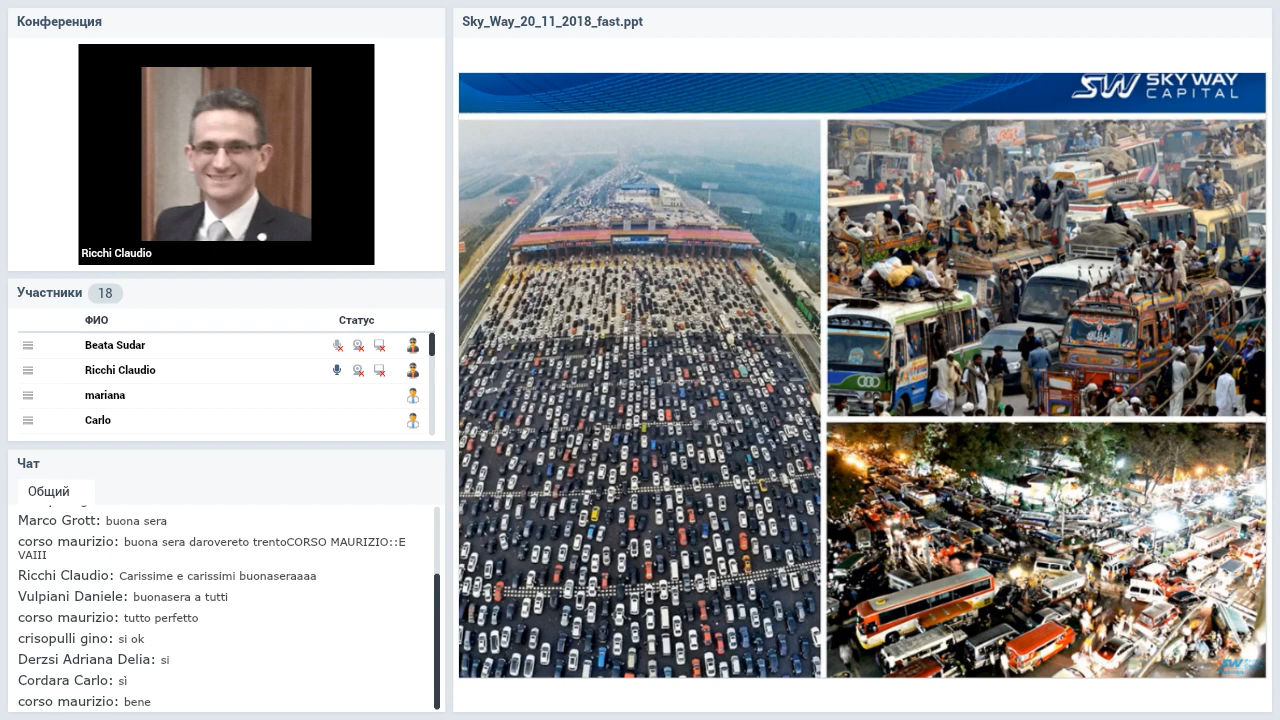 Конференция
Ricchi Claudio
Участники 18
ФИО Статус
Beata Sudar
Ricchi Claudio
mariana
Carlo
Чат
Общий
Marco Grott: buona sera
corso maurizio: buona sera darovereto trentoCORSO MAURIZIO::E
VAIII
Ricchi Claudio: Carissime e carissimi buonaseraaaa
Vulpiani Daniele: buonasera a tutti
corso maurizio: tutto perfetto
crisopulli gino: si ok
Derzsi Adriana Delia: si
Cordara Carlo: sì
corso maurizio: bene
Sky_Way_20_11_2018_fast.ppt
SW SKY WAY
CAPITAL